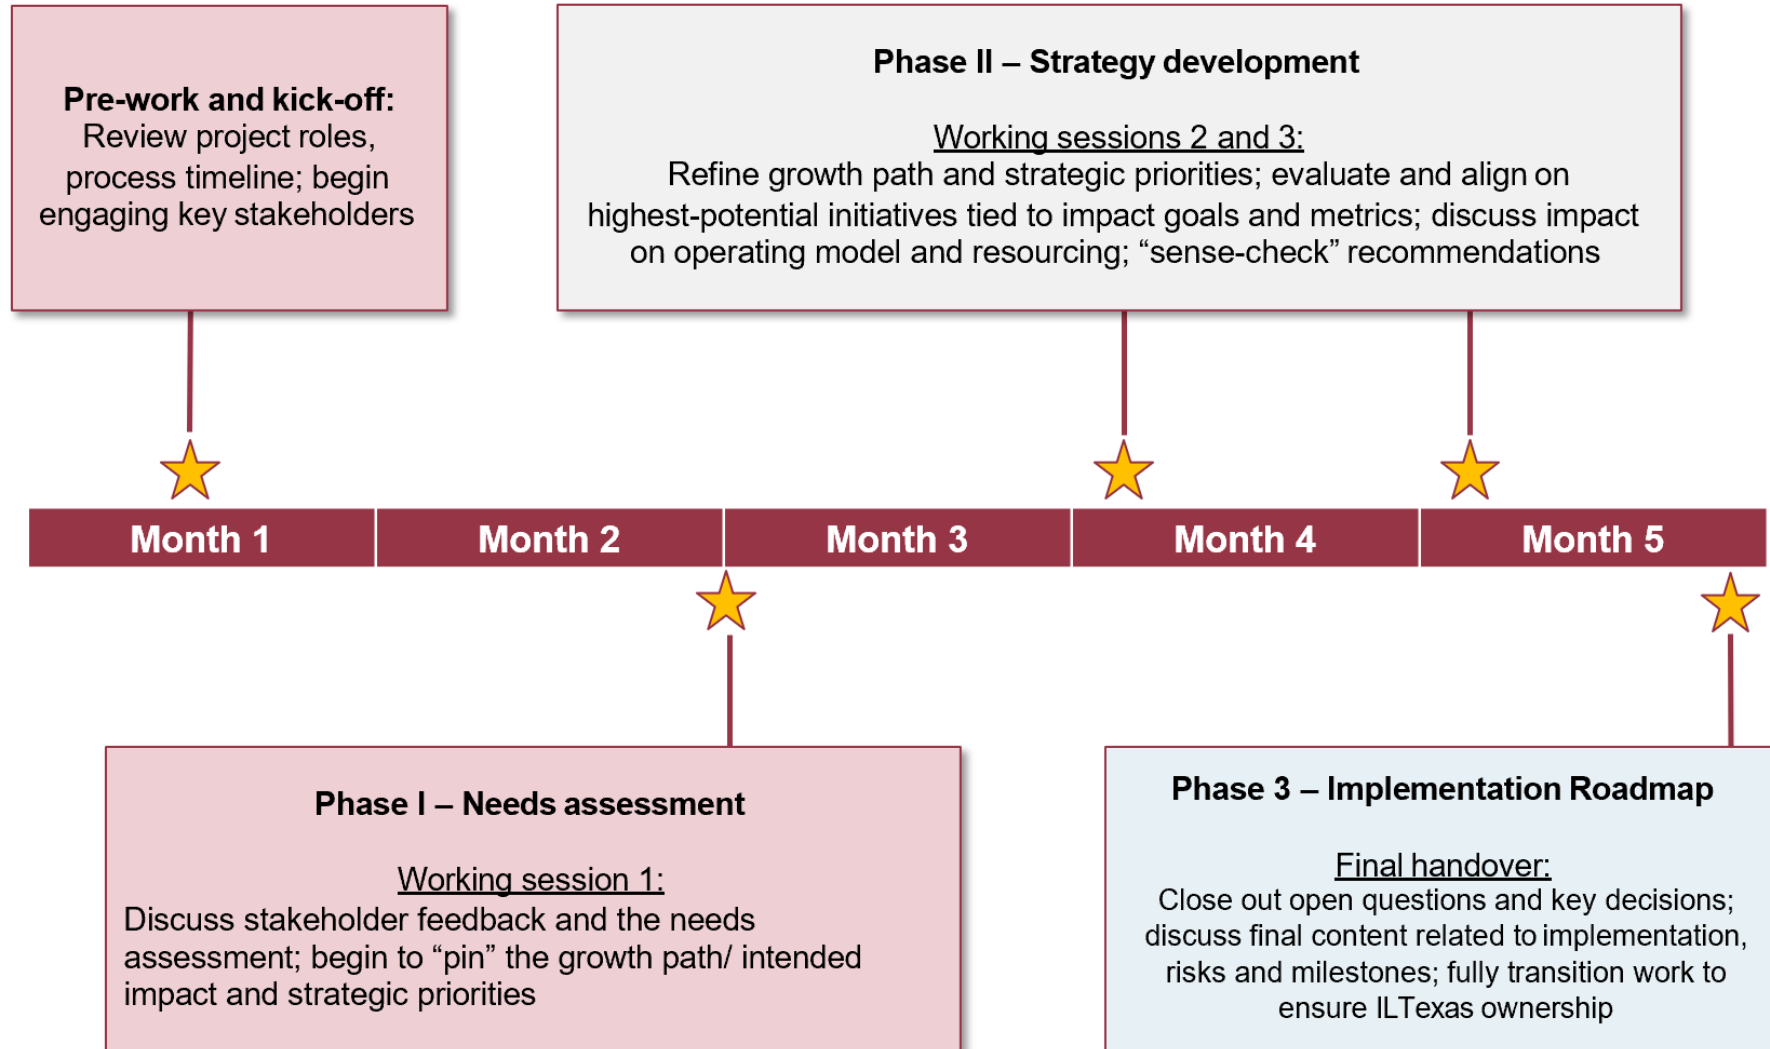 Pre-work and kick-off:
Review project roles,
process timeline; begin
engaging key stakeholders
Phase II – Strategy development
Working sessions 2 and 3:
Refine growth path and strategic priorities; evaluate and align on
highest-potential initiatives tied to impact goals and metrics; discuss impact
on operating model and resourcing; “sense-check” recommendations
Month 1
Month 2
Month 3
Month 4
Month 5
Phase I – Needs assessment
Working session 1:
Discuss stakeholder feedback and the needs
assessment; begin to “pin” the growth path/ intended
impact and strategic priorities
Phase 3 – Implementation Roadmap
Final handover:
Close out open questions and key decisions;
discuss final content related to implementation,
risks and milestones; fully transition work to
ensure ILTexas ownership